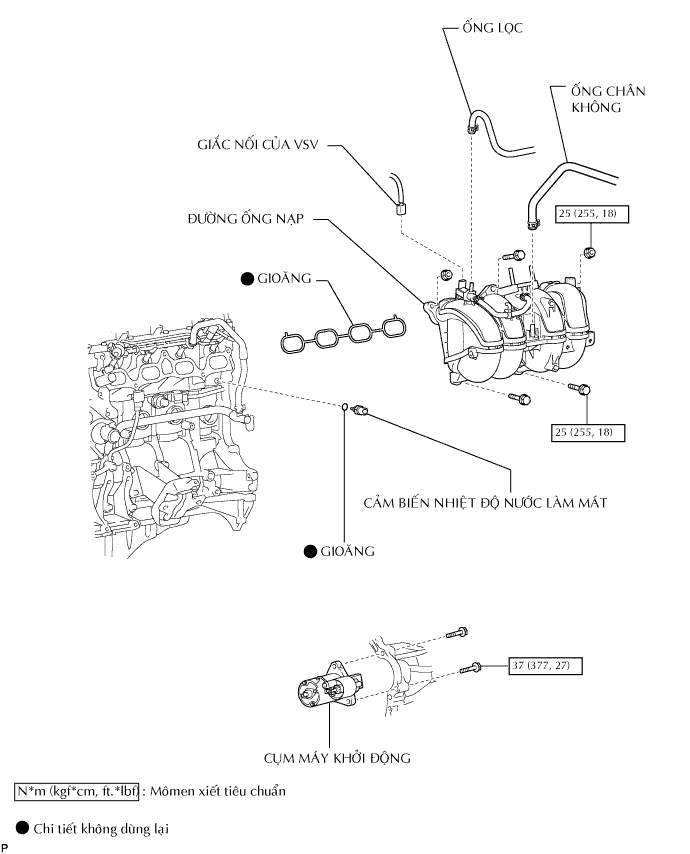 ỐNG LỌC
ỐNG CHÂN
KHÔNG
GIẮC NỐI CỦA VSV
25 (255, 18)
ĐƯỜNG ỐNG NẠP
GIOĂNG
25 (255, 18)
CẢM BIẾN NHIỆT ĐỘ NƯỚC LÀM MÁT
GIOĂNG
37 (377, 27)
CỤM MÁY KHỞI ĐỘNG
N*m (kgf*cm, ft.*lbf) : Mômen xiết tiêu chuẩn
Chi tiết không dùng lại
P